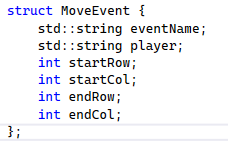 struct MoveEvent {
    std::string eventName;
    std::string player;
    int startRow;
    int startCol;
    int endRow;
    int endCol;
};